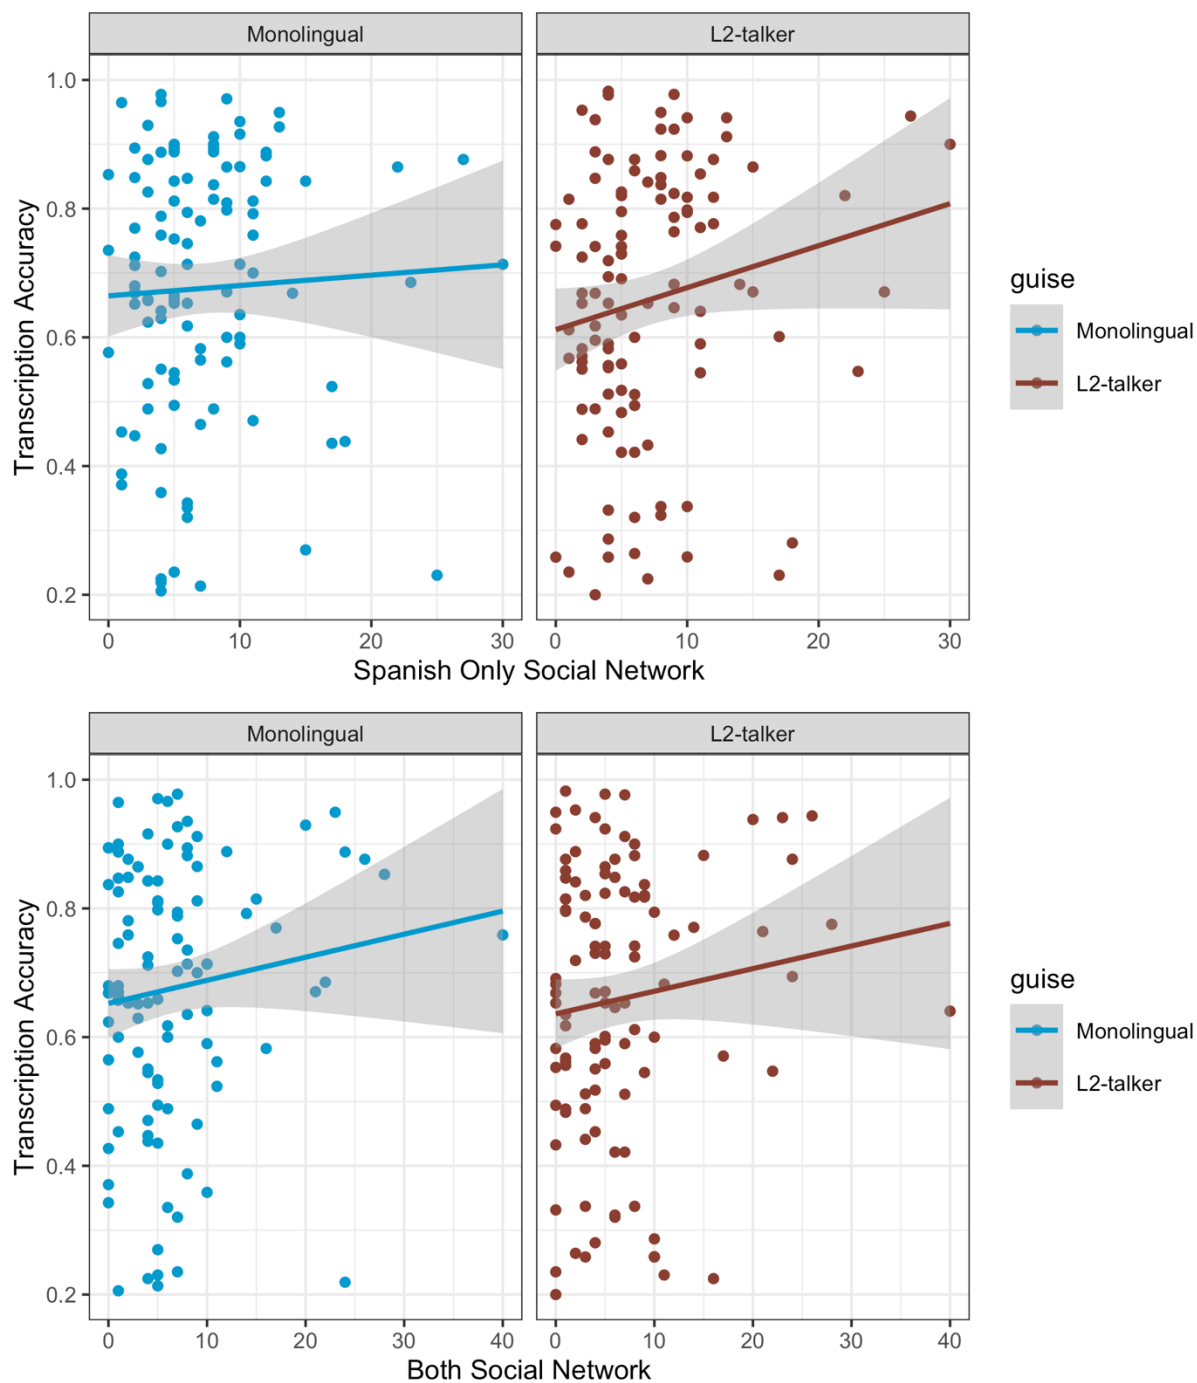 Monolingual
L2-talker
1.0
0.8
0.6
0.4
0.2
Transcription Accuracy
0 10 20 30
0 10 20 30
Spanish Only Social Network
guise
Monolingual
L2-talker
Monolingual
L2-talker
1.0
0.8
0.6
0.4
0.2
Transcription Accuracy
0 10 20 30 40
0 10 20 30 40
Both Social Network
guise
Monolingual
L2-talker